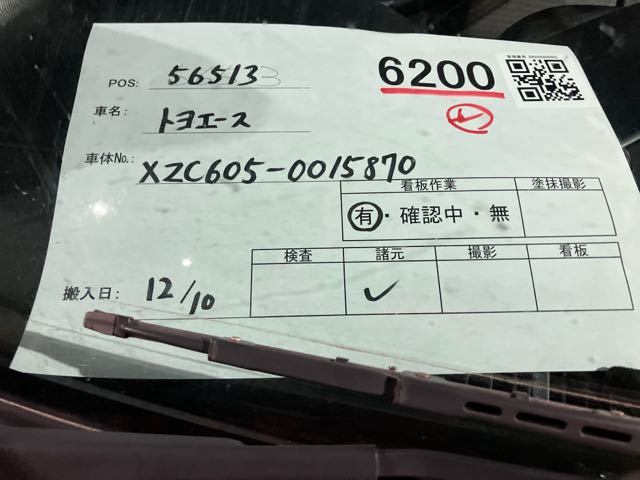 6200
POS: 56513
車名: トヨエース
車体No.: XZC605-0015870
看板作業 塗抹撮影
有・確認中・無
検査 諸元 撮影 看板
搬入日: 12/10